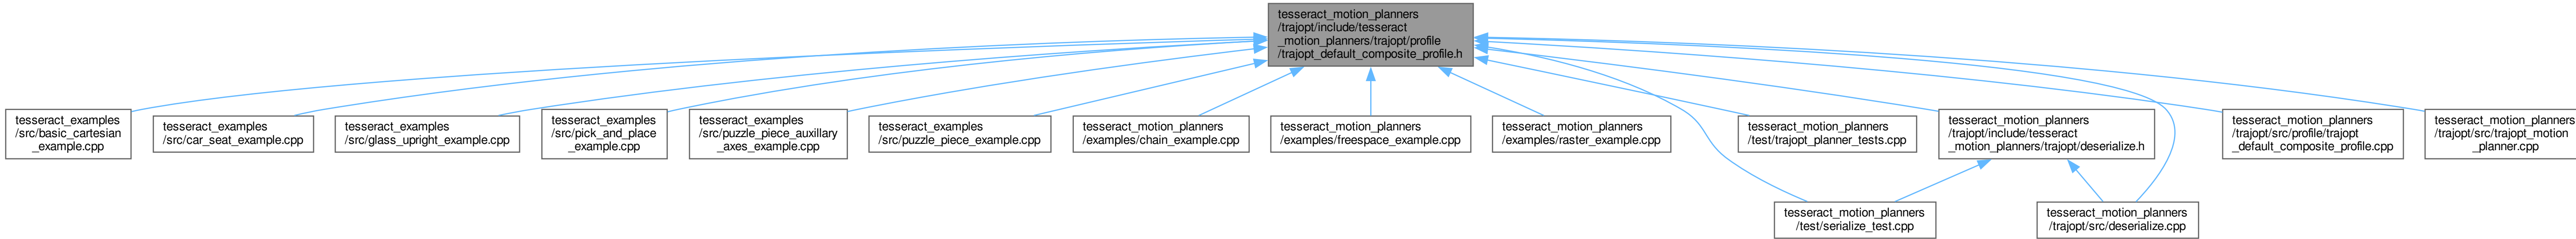 tesseract_motion_planners
/trajopt/include/tesseract
_motion_planners/trajopt/profile
/trajopt_default_composite_profile.h
tesseract_examples
/src/basic_cartesian
_example.cpp
tesseract_examples
/src/car_seat_example.cpp
tesseract_examples
/src/glass_upright_example.cpp
tesseract_examples
/src/pick_and_place
_example.cpp
tesseract_examples
/src/puzzle_piece_auxillary
_axes_example.cpp
tesseract_examples
/src/puzzle_piece_example.cpp
tesseract_motion_planners
/examples/chain_example.cpp
tesseract_motion_planners
/examples/freespace_example.cpp
tesseract_motion_planners
/examples/raster_example.cpp
tesseract_motion_planners
/test/trajopt_planner_tests.cpp
tesseract_motion_planners
/trajopt/include/tesseract
_motion_planners/trajopt/deserialize.h
tesseract_motion_planners
/trajopt/src/profile/trajopt
_default_composite_profile.cpp
tesseract_motion_planners
/trajopt/src/trajopt_motion
_planner.cpp
tesseract_motion_planners
/test/serialize_test.cpp
tesseract_motion_planners
/trajopt/src/deserialize.cpp